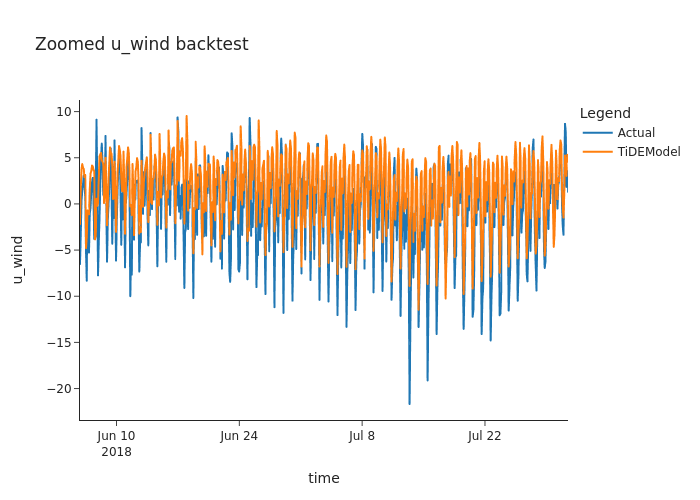 Zoomed u_wind backtest
Legend
Actual
TiDEModel
10
5
0
−5
−10
−15
−20
u_wind
Jun 10
2018
Jun 24
Jul 8
Jul 22
time